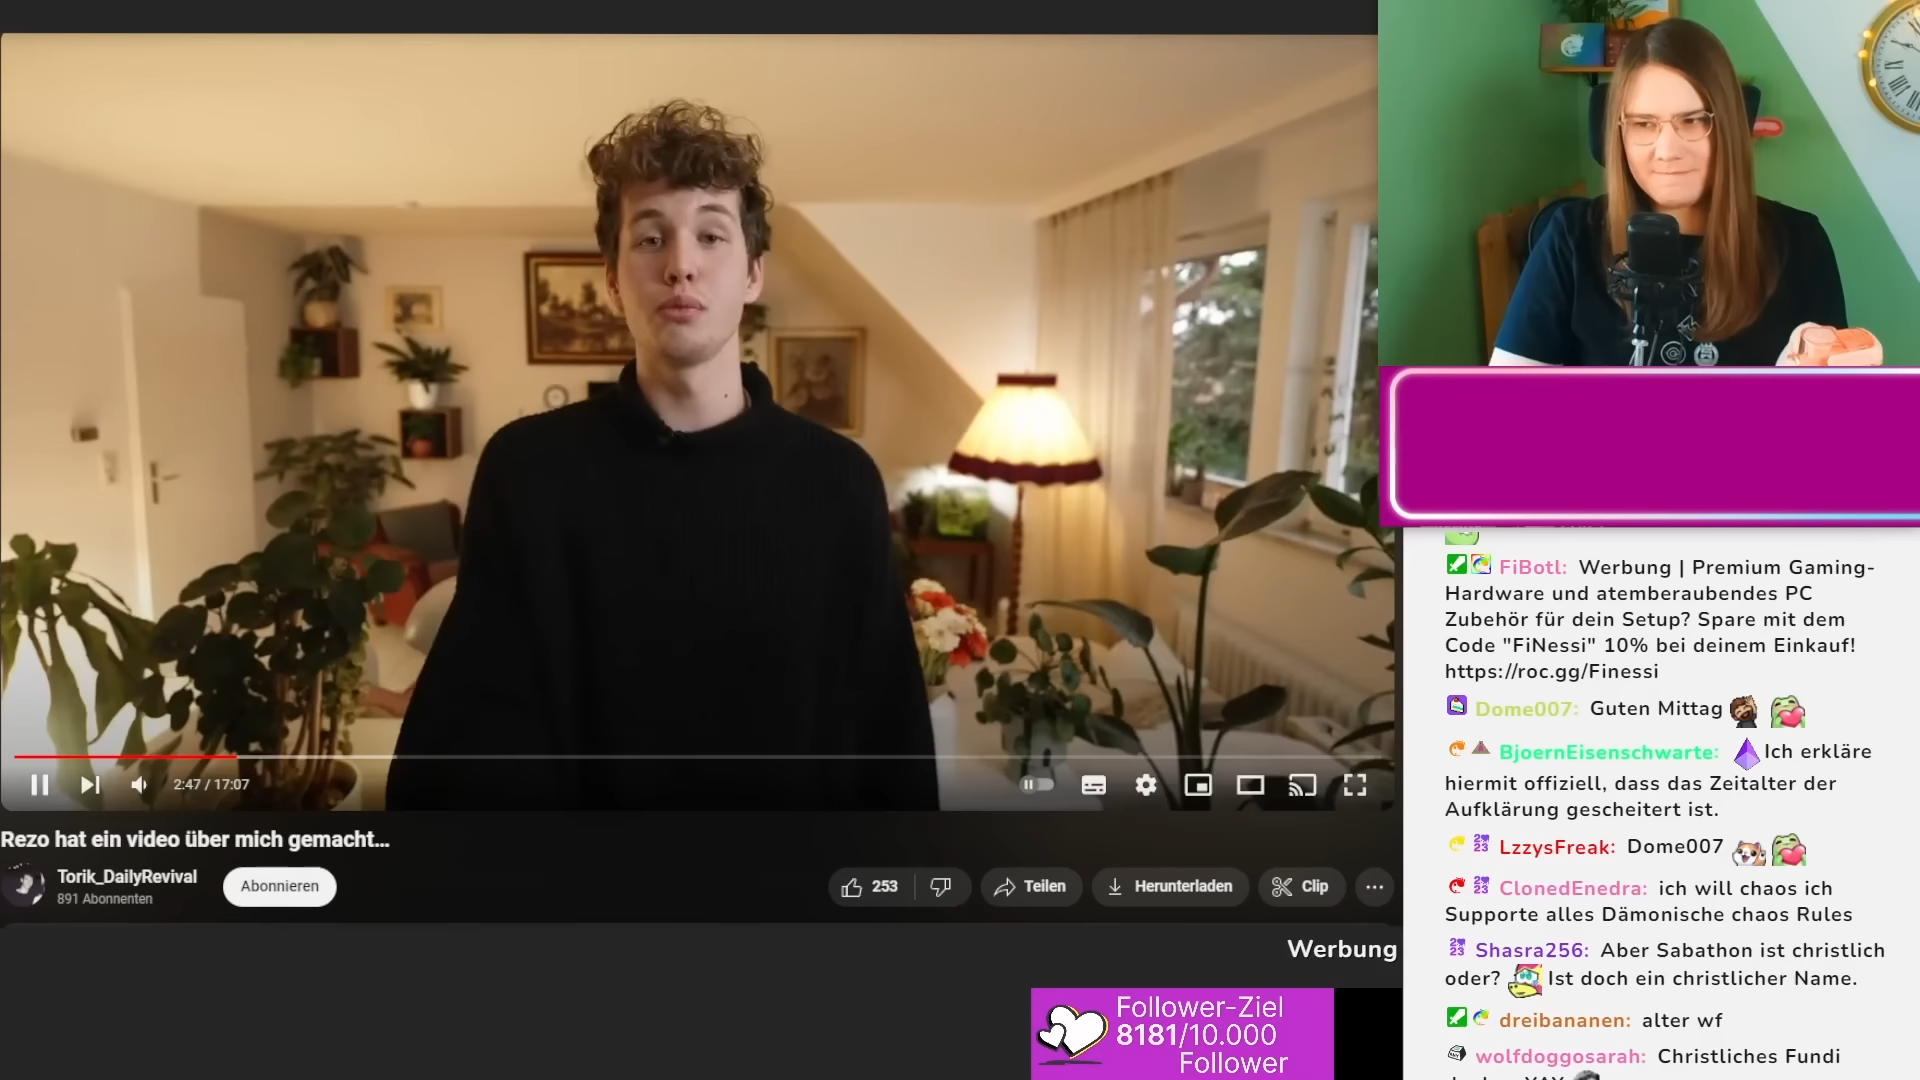 2:47 / 17:07
Rezo hat ein video über mich gemacht...
Torik_DailyRevival
891 Abonnenten
Abonnieren
253
Teilen
Herunterladen
Clip
Werbung
Follower-Ziel
8181/10.000
Follower
FiBotl: Werbung | Premium Gaming-
Hardware und atemberaubendes PC
Zubehör für dein Setup? Spare mit dem
Code "FiNessi" 10% bei deinem Einkauf!
https://roc.gg/Finessi
Dome007: Guten Mittag
BjoernEisenschwarte: Ich erkläre
hiermit offiziell, dass das Zeitalter der
Aufklärung gescheitert ist.
LzzysFreak: Dome007
ClonedEnedra: ich will chaos ich
Supporte alles Dämonische chaos Rules
Shasra256: Aber Sabathon ist christlich
oder? Ist doch ein christlicher Name.
dreibananen: alter wf
wolfdoggosarah: Christliches Fundi